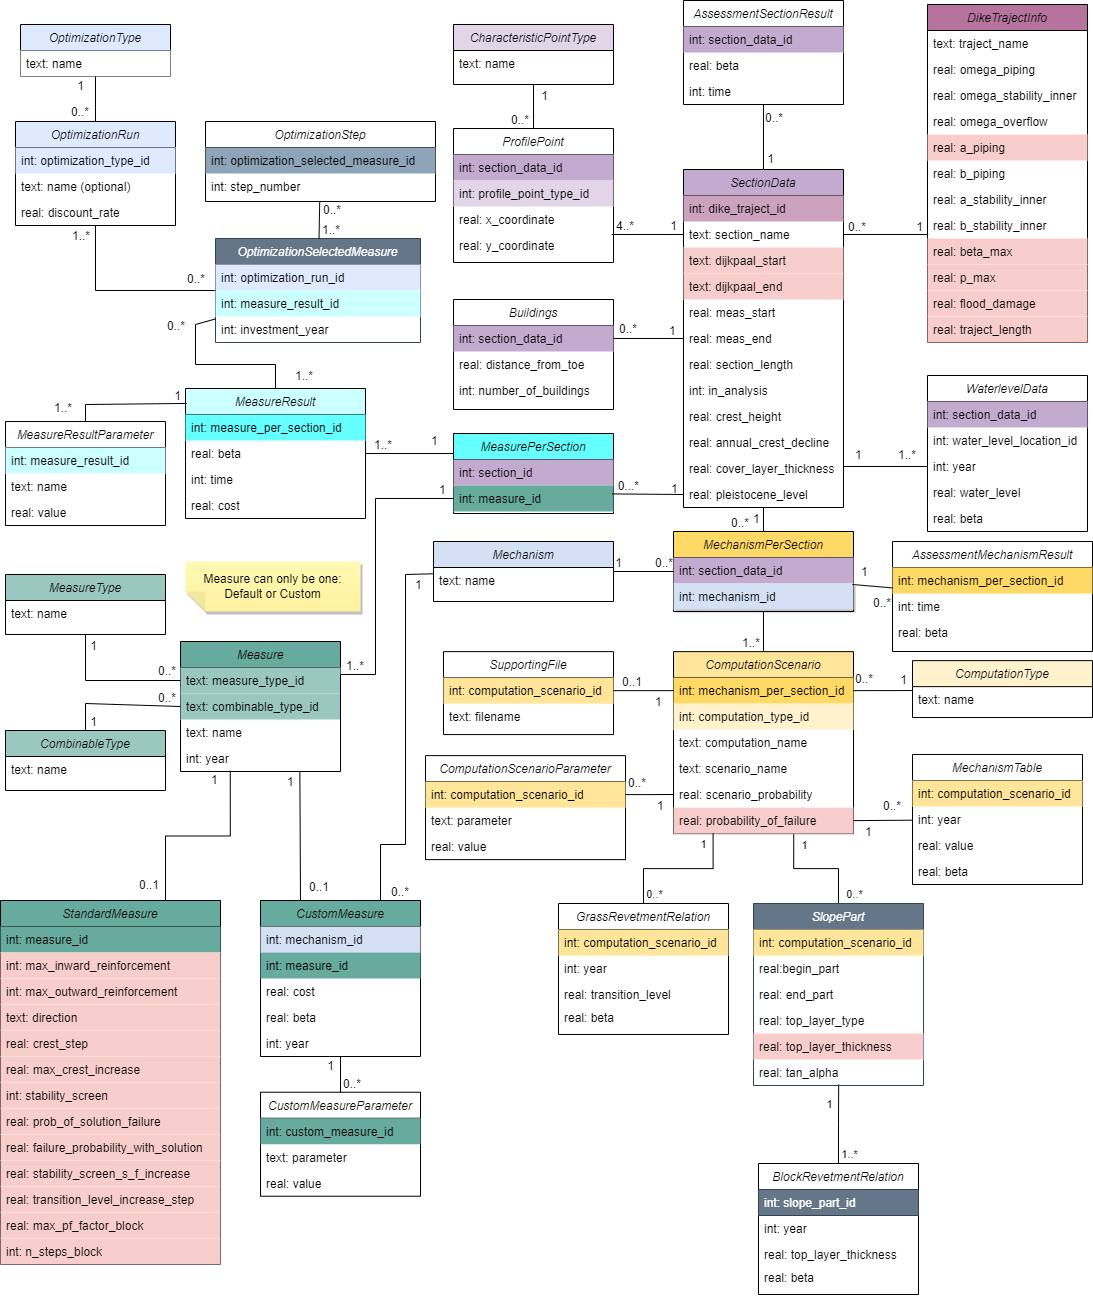 OptimizationType
text: name
1
0..*
OptimizationRun
int: optimization_type_id
text: name (optional)
real: discount_rate
1..*
0..*
OptimizationStep
int: optimization_selected_measure_id
int: step_number
0..*
1..*
OptimizationSelectedMeasure
int: optimization_run_id
int: measure_result_id
int: investment_year
0..*
1..*
CharacteristicPointType
text: name
1
0..*
ProfilePoint
int: section_data_id
int: profile_point_type_id
real: x_coordinate
real: y_coordinate
4..*
1
AssessmentSectionResult
int: section_data_id
real: beta
int: time
0..*
1
SectionData
int: dike_traject_id
text: section_name
text: dijkpaal_start
text: dijkpaal_end
real: meas_start
real: meas_end
real: section_length
int: in_analysis
real: crest_height
real: annual_crest_decline
real: cover_layer_thickness
real: pleistocene_level
0..*
1
DikeTrajectInfo
text: traject_name
real: omega_piping
real: omega_stability_inner
real: omega_overflow
real: a_piping
real: b_piping
real: a_stability_inner
real: b_stability_inner
real: beta_max
real: p_max
real: flood_damage
real: traject_length
Buildings
int: section_data_id
real: distance_from_toe
int: number_of_buildings
0..*
1
WaterlevelData
int: section_data_id
int: water_level_location_id
int: year
real: water_level
real: beta
1
1..*
MeasureResult
int: measure_per_section_id
real: beta
int: time
real: cost
1
1..*
MeasureResultParameter
int: measure_result_id
text: name
real: value
1..*
1
MeasurePerSection
int: section_id
int: measure_id
0...*
1
1
1..*
0..*
1
MechanismPerSection
int: section_data_id
int: mechanism_id
Mechanism
text: name
1
0..*
1
AssessmentMechanismResult
int: mechanism_per_section_id
int: time
real: beta
1
0..*
Measure can only be one:
Default or Custom
MeasureType
text: name
1
0..*
Measure
text: measure_type_id
text: combinable_type_id
text: name
int: year
0..*
1
CombinableType
text: name
1..*
ComputationScenario
int: mechanism_per_section_id
int: computation_type_id
text: computation_name
text: scenario_name
real: scenario_probability
real: probability_of_failure
SupportingFile
int: computation_scenario_id
text: filename
0..1
1
0..*
1
ComputationType
text: name
ComputationScenarioParameter
int: computation_scenario_id
text: parameter
real: value
0..*
1
MechanismTable
int: computation_scenario_id
int: year
real: value
real: beta
0..*
1
1
1
0..1
0..1
0..*
StandardMeasure
int: measure_id
int: max_inward_reinforcement
int: max_outward_reinforcement
text: direction
real: crest_step
real: max_crest_increase
int: stability_screen
real: prob_of_solution_failure
real: failure_probability_with_solution
real: stability_screen_s_f_increase
real: transition_level_increase_step
real: max_pf_factor_block
int: n_steps_block
CustomMeasure
int: mechanism_id
int: measure_id
real: cost
real: beta
int: year
1
0..*
CustomMeasureParameter
int: custom_measure_id
text: parameter
real: value
1
0..*
GrassRevetmentRelation
int: computation_scenario_id
int: year
real: transition_level
real: beta
1
0..*
SlopePart
int: computation_scenario_id
real:begin_part
real: end_part
real: top_layer_type
real: top_layer_thickness
real: tan_alpha
1
1..*
BlockRevetmentRelation
int: slope_part_id
int: year
real: top_layer_thickness
real: beta